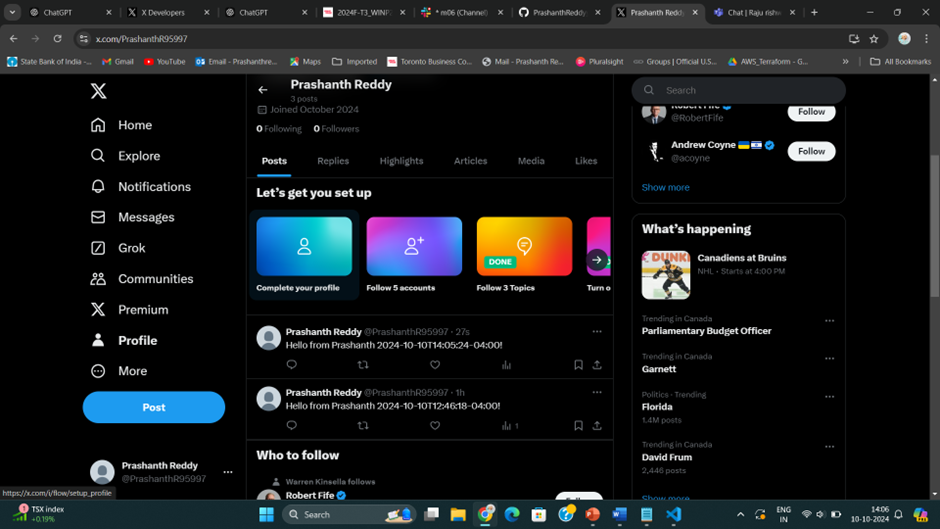 ChatGPT
X Developers
ChatGPT
2024F-T3_WINP
* m06 (Channel)
PrashanthReddy
Prashanth Reddy
Chat | Raju rishe
x.com/PrashanthR95997
State Bank of India -...
Gmail
YouTube
Email - Prashanthre...
Maps
Imported
Toronto Business Co...
Mail - Prashanth Re...
Pluralsight
Groups | Official U.S...
AWS_Terraform - G...
»
All Bookmarks
Prashanth Reddy
3 posts
Joined October 2024
0 Following 0 Followers
Posts Replies Highlights Articles Media Likes
Let's get you set up
Complete your profile
Follow 5 accounts
DONE
Follow 3 Topics
Turn o
Prashanth Reddy @PrashanthR95997 · 27s
Hello from Prashanth 2024-10-10T14:05:24-04:00!
Prashanth Reddy @PrashanthR95997 · 1h
Hello from Prashanth 2024-10-10T12:46:18-04:00!
1
Who to follow
Warren Kinsella follows
Robert Fife
Home
Explore
Notifications
Messages
Grok
Communities
Premium
Profile
More
Post
Prashanth Reddy
@PrashanthR95997
https://x.com/i/flow/setup_profile
Search
Robert Fife
@RobertFife
Follow
Andrew Coyne
@acoyne
Follow
Show more
What's happening
Canadiens at Bruins
NHL · Starts at 4:00 PM
Trending in Canada
Parliamentary Budget Officer
Trending in Canada
Garnett
Politics · Trending
Florida
1.4M posts
Trending in Canada
David Frum
2,446 posts
Show more
1
TSX index
+0.19%
Search
ENG
IN
14:06
10-10-2024